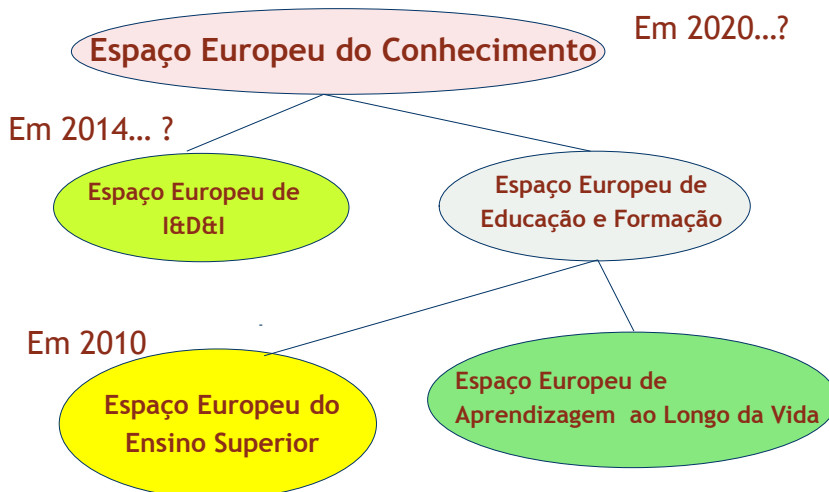 Em 2020...?
Espaço Europeu do Conhecimento
Em 2014... ?
Espaço Europeu de
I&D&I
Espaço Europeu de
Educação e Formação
Em 2010
Espaço Europeu do
Ensino Superior
Espaço Europeu de
Aprendizagem ao Longo da Vida